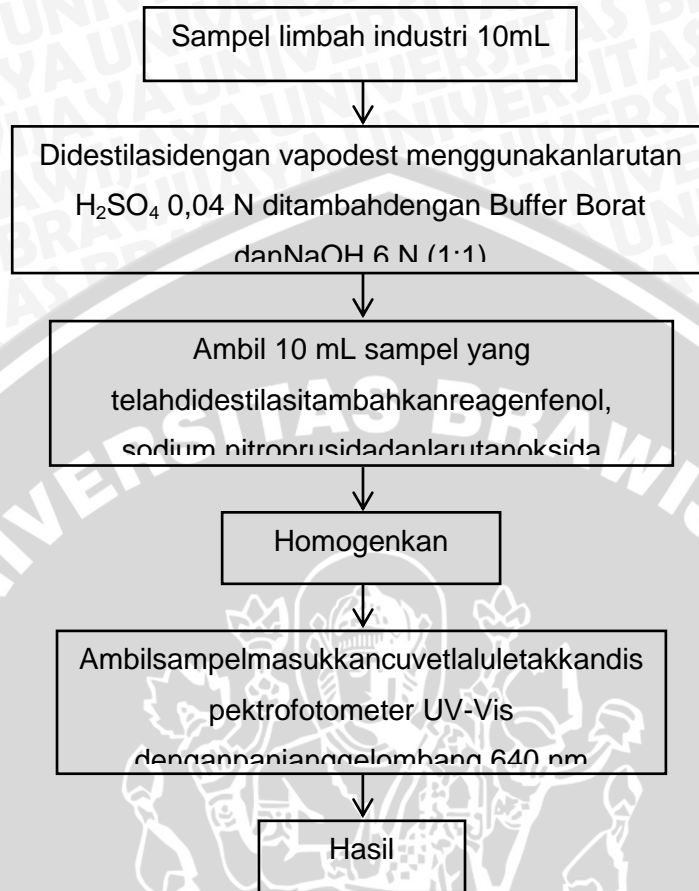 Sampel limbah industri 10mL
Didestilasidengan vapodest menggunakanlarutan
H₂SO₄ 0,04 N ditambahdengan Buffer Borat
danNaOH 6 N (1:1)
Ambil 10 mL sampel yang
telahdidestilasitambahkanreagenfenol,
sodium nitroprusidadanlarutanoksida
Homogenkan
Ambilsampelmasukkancuvetlaluletakkandis
pektrofotometer UV-Vis
denganpanjanggelombang 640 nm
Hasil